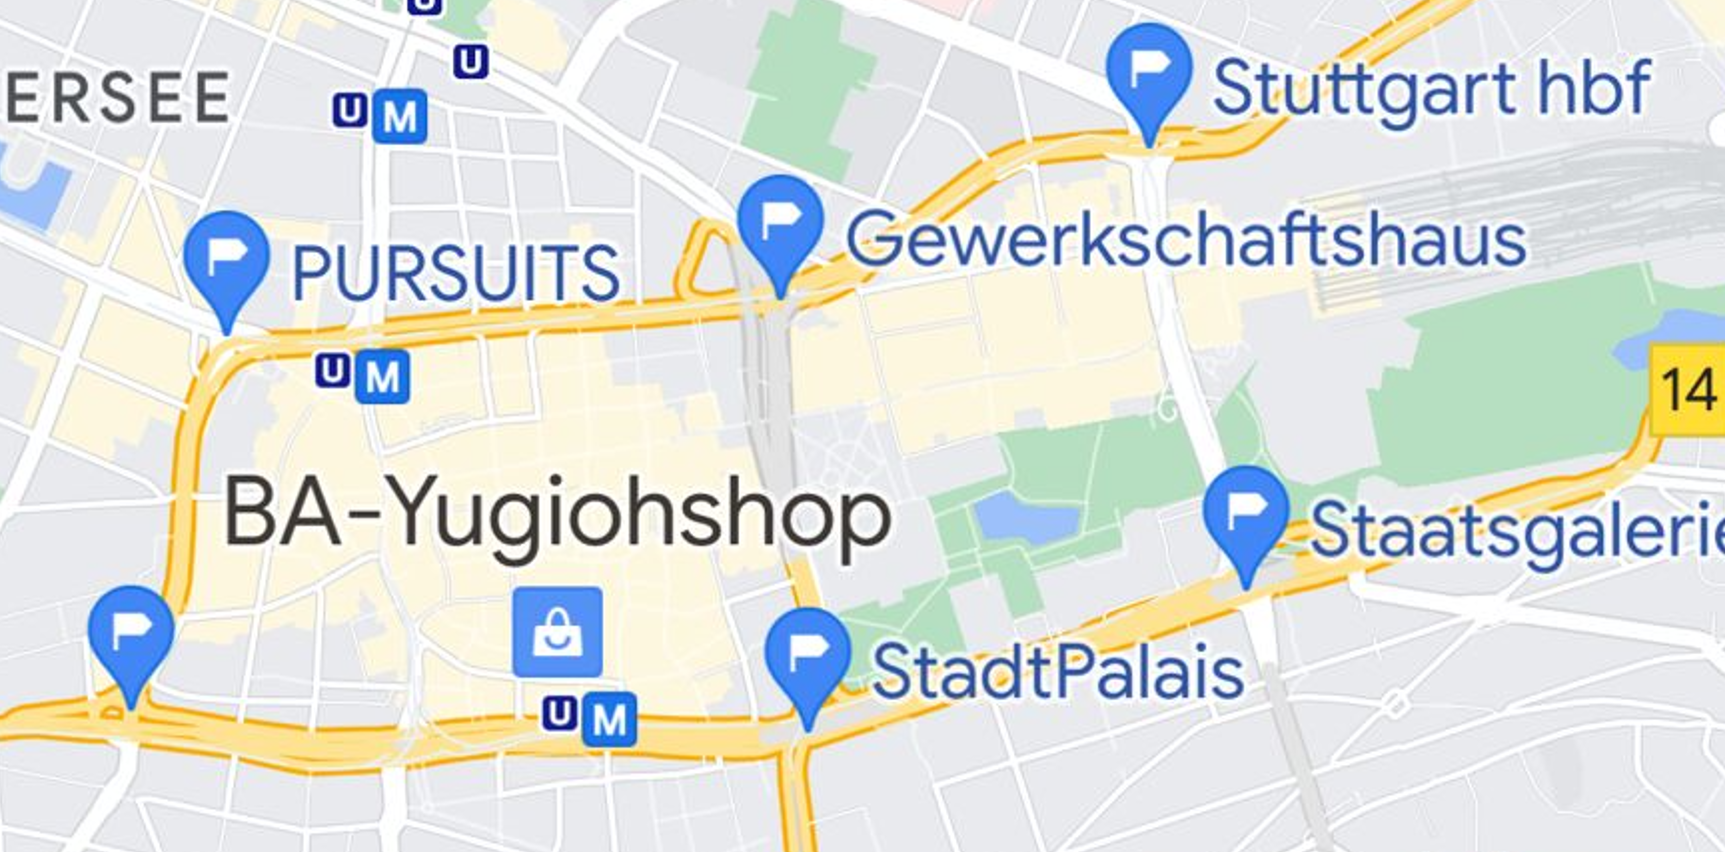 U
U
ERSEE
U M
Stuttgart hbf
Gewerkschaftshaus
PURSUITS
U M
14
BA-Yugiohshop
Staatsgalerie
StadtPalais
U M